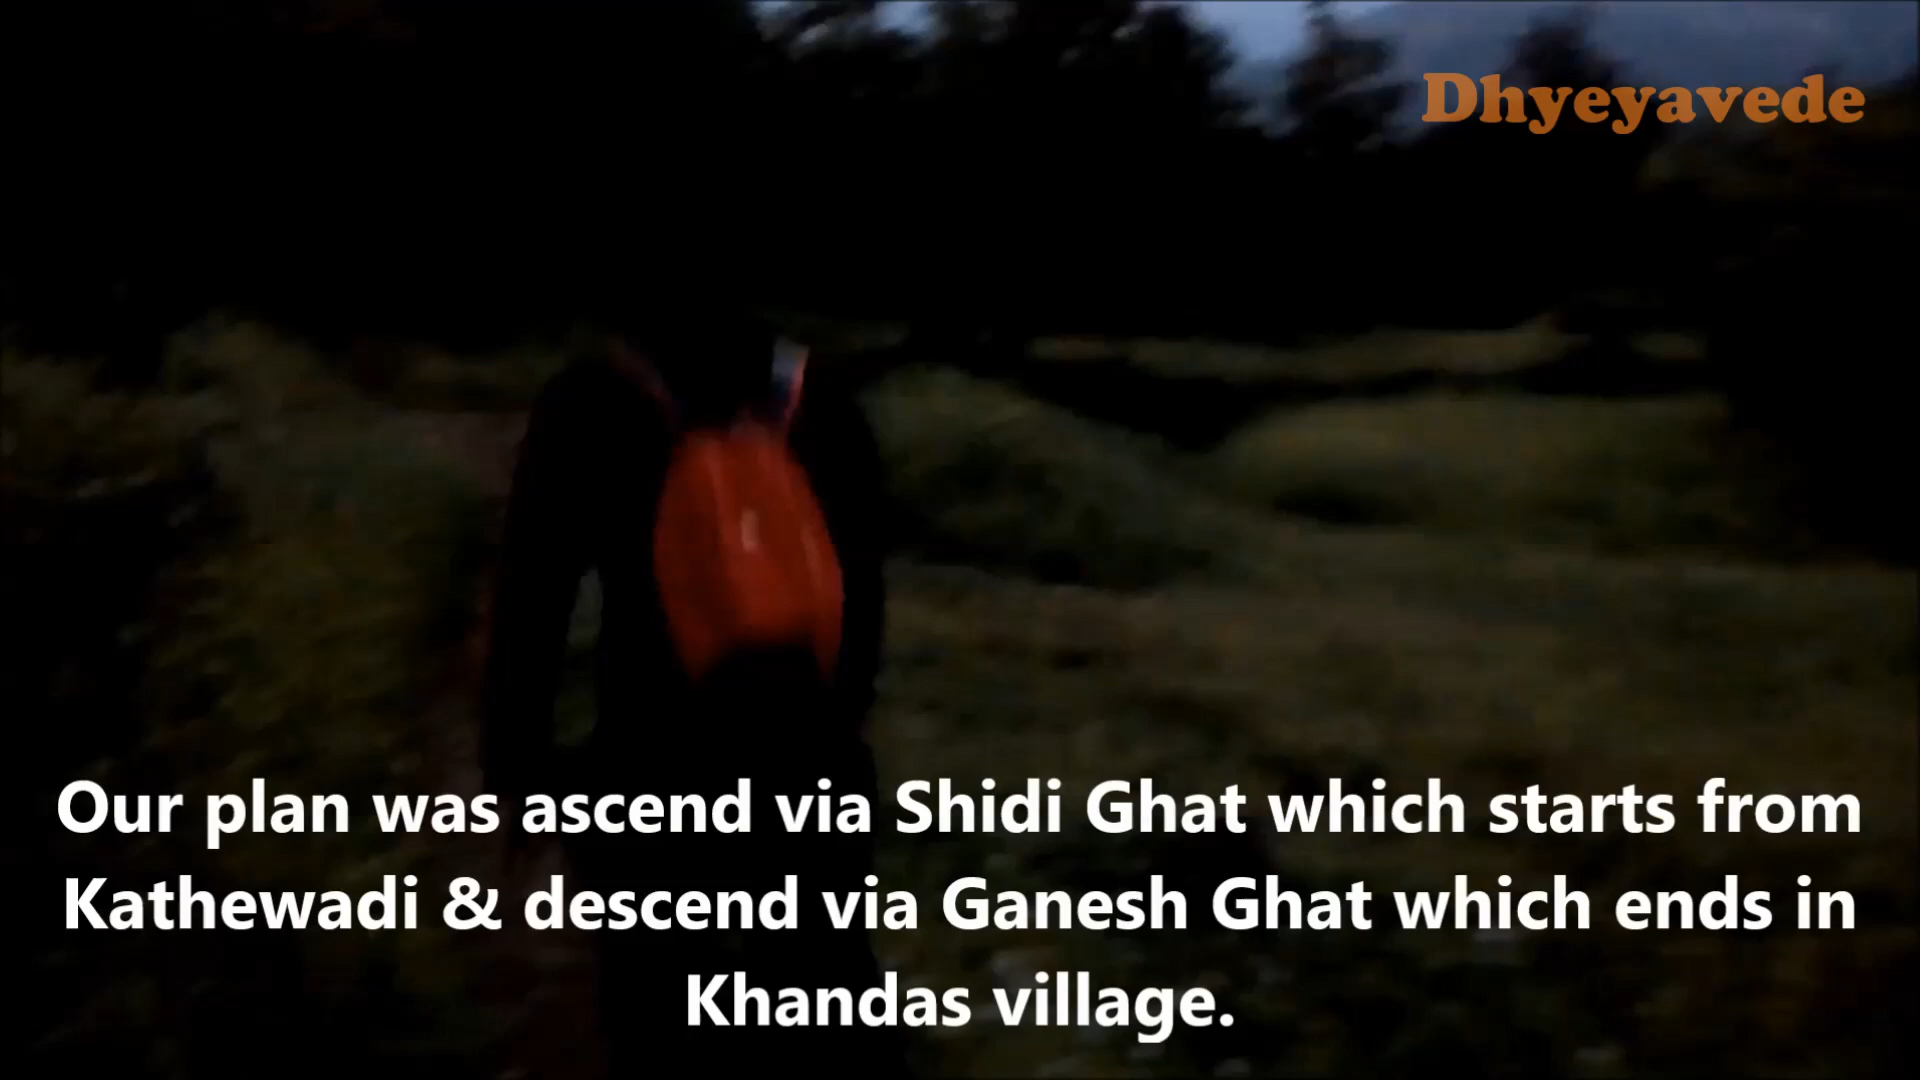 Dhyeyavede
Our plan was ascend via Shidi Ghat which starts from
Kathewadi & descend via Ganesh Ghat which ends in
Khandas village.